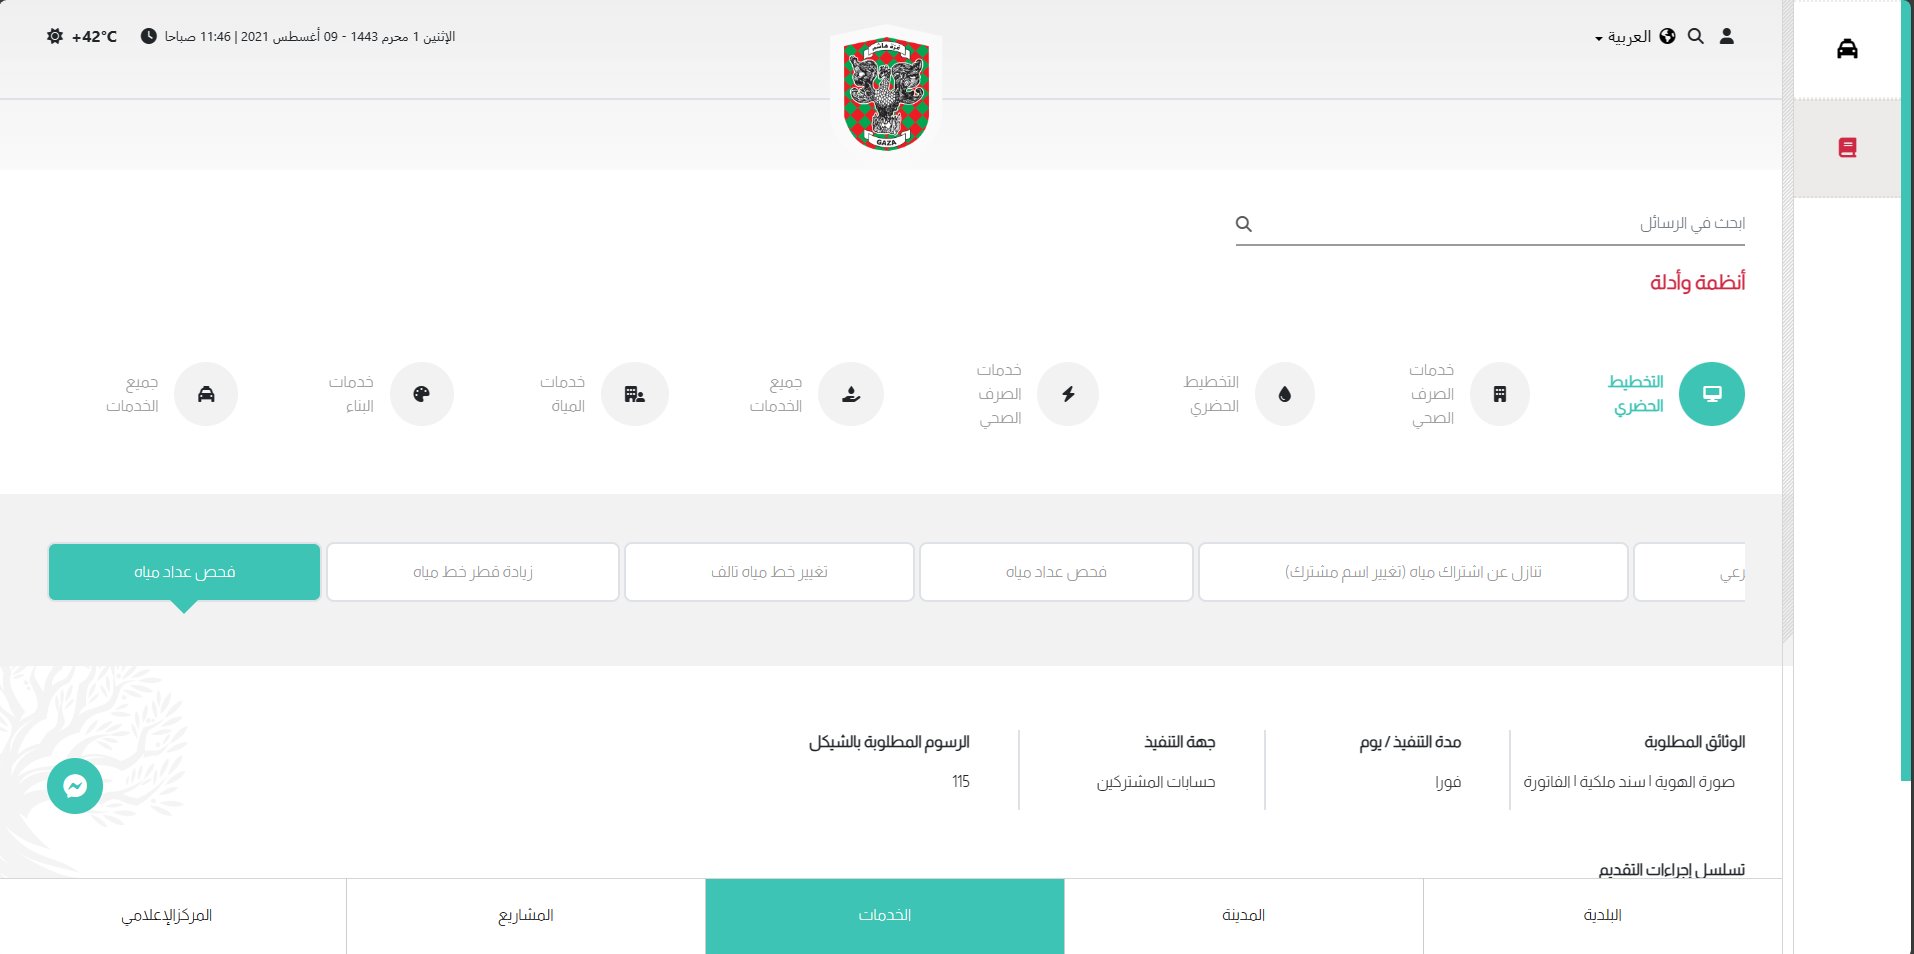 العربية
غزة هاشم
GAZA
الإثنين 1 محرم 1443 - 09 أغسطس 2021 | 11:46 صباحا
+42°C
ابحث في الرسائل
أنظمة وأدلة
التخطيط
الحضري
خدمات
الصرف
الصحي
التخطيط
الحضري
خدمات
الصرف
الصحي
جميع
الخدمات
خدمات
المياة
خدمات
البناء
جميع
الخدمات
رعي
تنازل عن اشتراك مياه (تغيير اسم مشترك)
فحص عداد مياه
تغيير خط مياه تالف
زيادة قطر خط مياه
فحص عداد مياه
الوثائق المطلوبة
صورة الهوية | سند ملكية | الفاتورة
مدة التنفيذ / يوم
فورا
جهة التنفيذ
حسابات المشتركين
الرسوم المطلوبة بالشيكل
115
تسلسل إجراءات التقديم
البلدية
المدينة
الخدمات
المشاريع
المركزالإعلامي